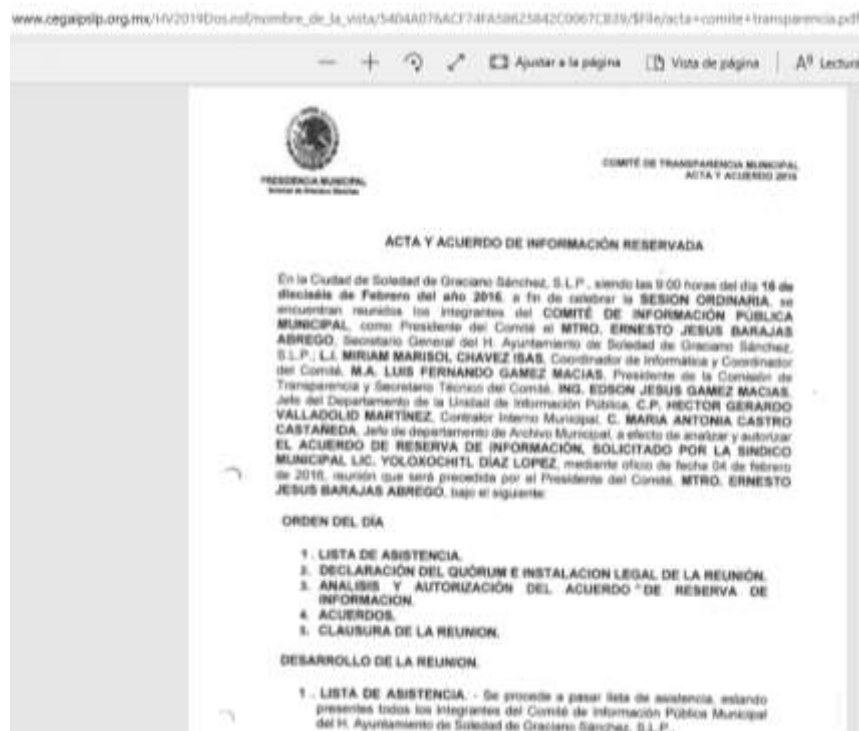 www.cegaipslp.org.mx/HV2019Dos.nsf/nombre_de_la_vista/ /$File/acta+comite+transparencia.pdf
Ajustar a la página Vista de página Lectura
COMITÉ DE TRANSPARENCIA MUNICIPAL
ACTA Y ACUERDO 2016
PRESIDENCIA MUNICIPAL
Soledad de Graciano Sánchez
ACTA Y ACUERDO DE INFORMACIÓN RESERVADA
En la Ciudad de Soledad de Graciano Sánchez, S.L.P., siendo las 9:00 horas del día 16 de
dieciséis de Febrero del año 2016, a fin de celebrar la SESION ORDINARIA, se
encuentran reunidos los integrantes del COMITÉ DE INFORMACIÓN PÚBLICA
MUNICIPAL, como Presidente del Comité el MTRO. ERNESTO JESUS BARAJAS
ABREGO, Secretario General del H. Ayuntamiento de Soledad de Graciano Sánchez,
S.L.P.; L.I. MIRIAM MARISOL CHAVEZ ISAS, Coordinador de Informática y Coordinador
del Comité, M.A. LUIS FERNANDO GAMEZ MACIAS, Presidente de la Comisión de
Transparencia y Secretario Técnico del Comité, ING. EDSON JESUS GAMEZ MACIAS,
Jefe del Departamento de la Unidad de Información Pública, C.P. HECTOR GERARDO
VALLADOLID MARTÍNEZ, Contralor Interno Municipal, C. MARIA ANTONIA CASTRO
CASTAÑEDA, Jefe de departamento de Archivo Municipal, a efecto de analizar y autorizar
EL ACUERDO DE RESERVA DE INFORMACIÓN, SOLICITADO POR LA SINDICO
MUNICIPAL LIC. YOLOXOCHITL DÍAZ LOPEZ, mediante oficio de fecha 04 de febrero
de 2016, reunión que será precedida por el Presidente del Comité, MTRO. ERNESTO
JESUS BARAJAS ABREGO, bajo el siguiente:
ORDEN DEL DÍA
1. LISTA DE ASISTENCIA.
2. DECLARACIÓN DEL QUÓRUM E INSTALACION LEGAL DE LA REUNIÓN.
3. ANALISIS Y AUTORIZACIÓN DEL ACUERDO DE RESERVA DE
INFORMACION.
4. ACUERDOS.
5. CLAUSURA DE LA REUNION.
DESARROLLO DE LA REUNION.
1.. LISTA DE ASISTENCIA. - Se procede a pasar lista de asistencia, estando
presentes todos los integrantes del Comité de Información Pública Municipal
del H. Ayuntamiento de Soledad de Graciano Sánchez, S.L.P.